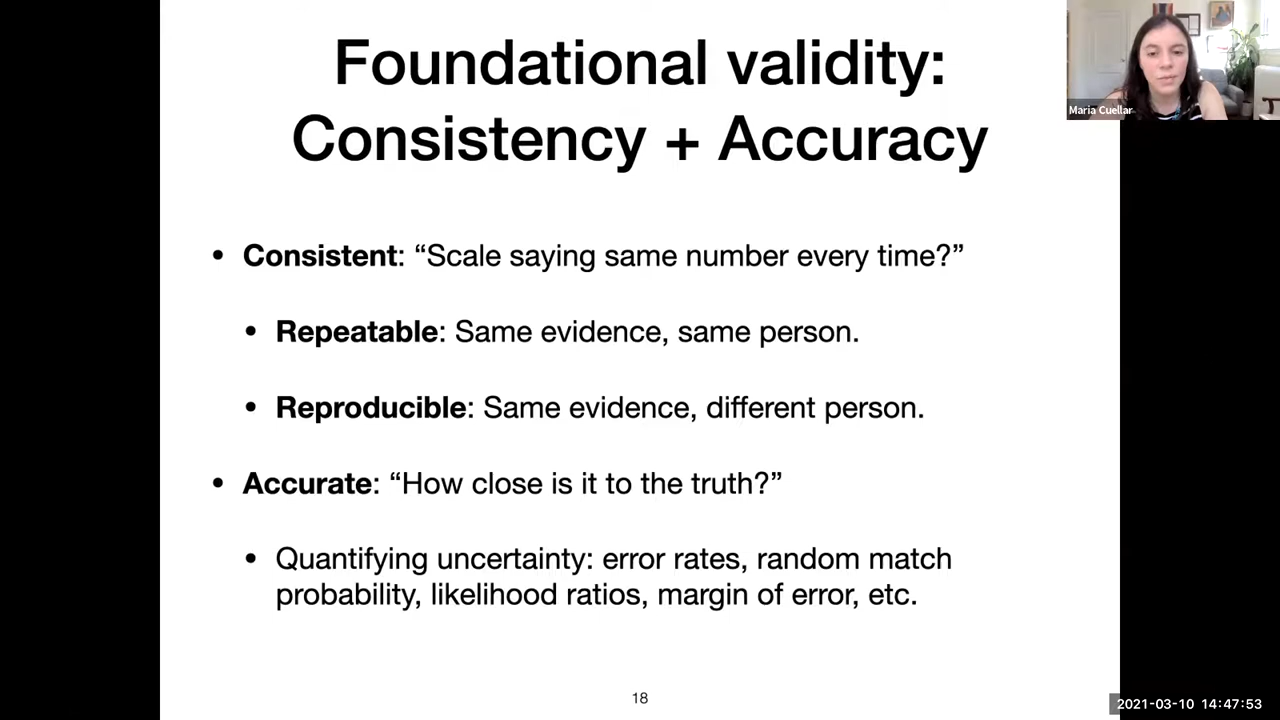 Foundational validity:
Consistency + Accuracy
Maria Cuellar
• Consistent: “Scale saying same number every time?”
• Repeatable: Same evidence, same person.
• Reproducible: Same evidence, different person.
• Accurate: “How close is it to the truth?”
• Quantifying uncertainty: error rates, random match
probability, likelihood ratios, margin of error, etc.
18
2021-03-10 14:47:53